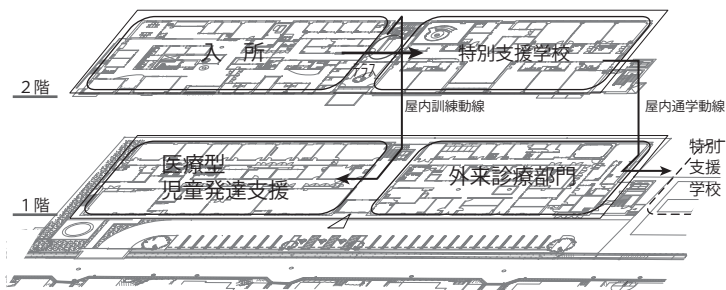 入 所
特別支援学校
2階
屋内訓練動線
屋内通学動線
医療型
児童発達支援
外来診療部門
特別
支援
学校
1階